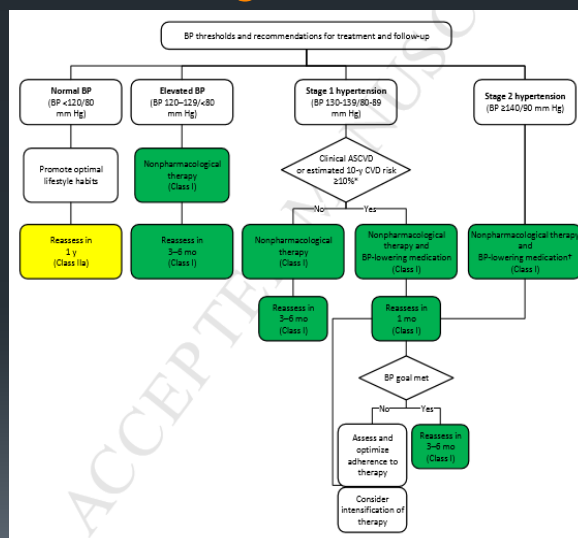 BP thresholds and recommendations for treatment and follow-up
Normal BP
(BP <120/80
mm Hg)
Elevated BP
(BP 120–129/<80
mm Hg)
Stage 1 hypertension
(BP 130-139/80-89
mm Hg)
Stage 2 hypertension
(BP ≥140/90 mm Hg)
Promote optimal
lifestyle habits
Nonpharmacological
therapy
(Class I)
Clinical ASCVD
or estimated 10-y CVD risk
≥10%*
No
Yes
Reassess in
1 y
(Class IIa)
Reassess in
3–6 mo
(Class I)
Nonpharmacological
therapy
(Class I)
Nonpharmacological
therapy and
BP-lowering medication
(Class I)
Nonpharmacological therapy
and
BP-lowering medication†
(Class I)
Reassess in
3–6 mo
(Class I)
Reassess in
1 mo
(Class I)
BP goal met
No
Yes
Assess and
optimize
adherence to
therapy
Reassess in
3–6 mo
(Class I)
Consider
intensification of
therapy
ACCEPTED MANUSC